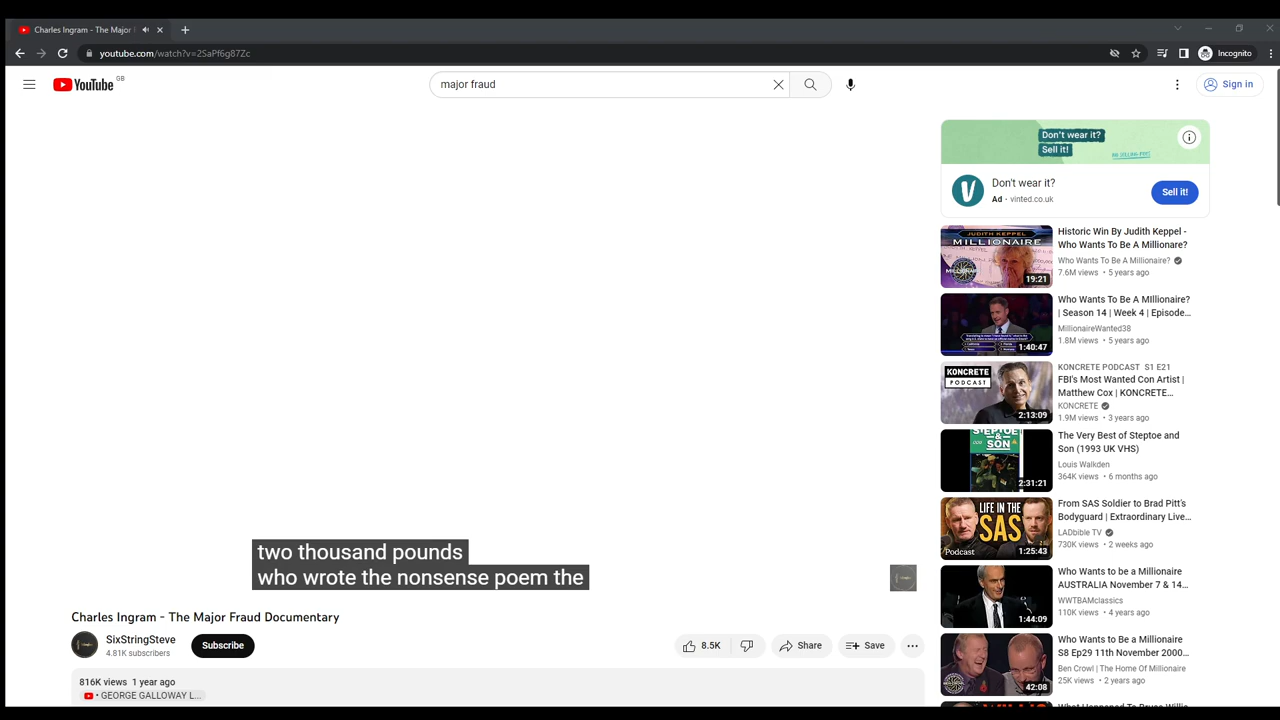 Charles Ingram - The Major
youtube.com/watch?v=2SaPf6g87Zc
Incognito
YouTube GB
major fraud
Sign in
Don't wear it?
Sell it!
Don't wear it?
Ad · vinted.co.uk
Sell it!
JUDITH KEPPEL
MILLIONAIRE
19:21
Historic Win By Judith Keppel -
Who Wants To Be A Millionare?
Who Wants To Be A Millionaire?
7.6M views • 5 years ago
1:40:47
Who Wants To Be A MIllionaire?
| Season 14 | Week 4 | Episode...
MillionaireWanted38
1.8M views • 5 years ago
KONCRETE
PODCAST
2:13:09
KONCRETE PODCAST S1 E21
FBI's Most Wanted Con Artist |
Matthew Cox | KONCRETE...
KONCRETE
1.9M views • 3 years ago
STEPTOE
& SON
2:31:21
The Very Best of Steptoe and
Son (1993 UK VHS)
Louis Walkden
364K views • 6 months ago
LIFE IN THE
SAS
Podcast
1:25:43
From SAS Soldier to Brad Pitt's
Bodyguard | Extraordinary Live...
LADbible TV
730K views • 2 weeks ago
1:44:09
Who Wants to be a Millionaire
AUSTRALIA November 7 & 14...
WWTBAMclassics
110K views • 4 years ago
42:08
Who Wants to Be a Millionaire
S8 Ep29 11th November 2000...
Ben Crowl | The Home Of Millionaire
25K views • 2 years ago
two thousand pounds
who wrote the nonsense poem the
Charles Ingram - The Major Fraud Documentary
SixStringSteve
4.81K subscribers
Subscribe
8.5K
Share
Save
816K views 1 year ago
• GEORGE GALLOWAY L...